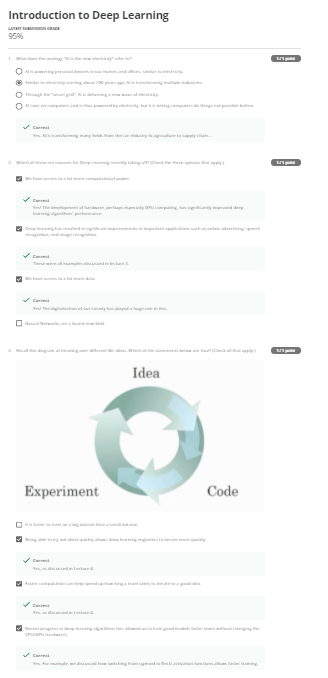 Introduction to Deep Learning
LATEST SUBMISSION GRADE
95%
1. What does the analogy "AI is the new electricity" refer to?
1 / 1 point
AI is powering personal devices in our homes and offices, similar to electricity.
Similar to electricity starting about 100 years ago, AI is transforming multiple industries.
Through the "smart grid", AI is delivering a new wave of electricity.
AI runs on computers and is thus powered by electricity, but it is letting computers do things not possible before.
Correct
Yes. AI is transforming many fields from the car industry to agriculture to supply-chain...
2. Which of these are reasons for Deep Learning recently taking off? (Check the three options that apply.)
1 / 1 point
We have access to a lot more computational power.
Correct
Yes! The development of hardware, perhaps especially GPU computing, has significantly improved deep
learning algorithms' performance.
Deep learning has resulted in significant improvements in important applications such as online advertising, speech
recognition, and image recognition.
Correct
These were all examples discussed in lecture 3.
We have access to a lot more data.
Correct
Yes! The digitalization of our society has played a huge role in this.
Neural Networks are a brand new field.
3. Recall this diagram of iterating over different ML ideas. Which of the statements below are true? (Check all that apply.)
1 / 1 point
Idea
Experiment
Code
It is faster to train on a big dataset than a small dataset.
Being able to try out ideas quickly allows deep learning engineers to iterate more quickly.
Correct
Yes, as discussed in Lecture 4.
Faster computation can help speed up how long a team takes to iterate to a good idea.
Correct
Yes, as discussed in Lecture 4.
Recent progress in deep learning algorithms has allowed us to train good models faster (even without changing the
CPU/GPU hardware).
Correct
Yes. For example, we discussed how switching from sigmoid to ReLU activation functions allows faster training.